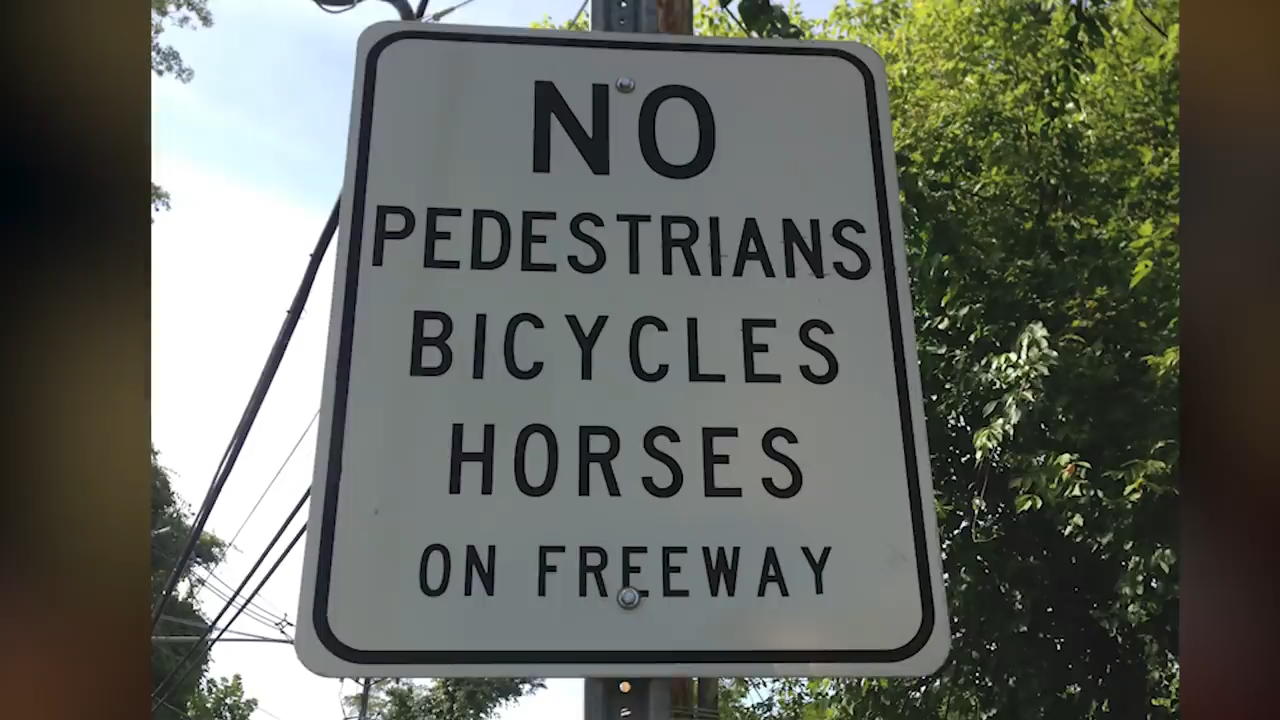 NO
PEDESTRIANS
BICYCLES
HORSES
ON FREEWAY